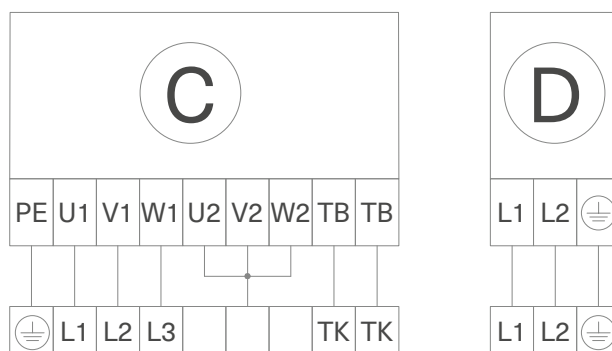 C
D
PE U1 V1 W1 U2 V2 W2 TB TB
L1 L2
L1 L2 L3 TK TK
L1 L2